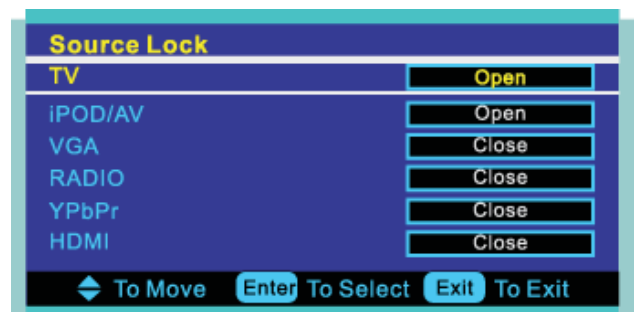 Source Lock
TV Open
iPOD/AV Open
VGA Close
RADIO Close
YPbPr Close
HDMI Close
To Move Enter To Select Exit To Exit